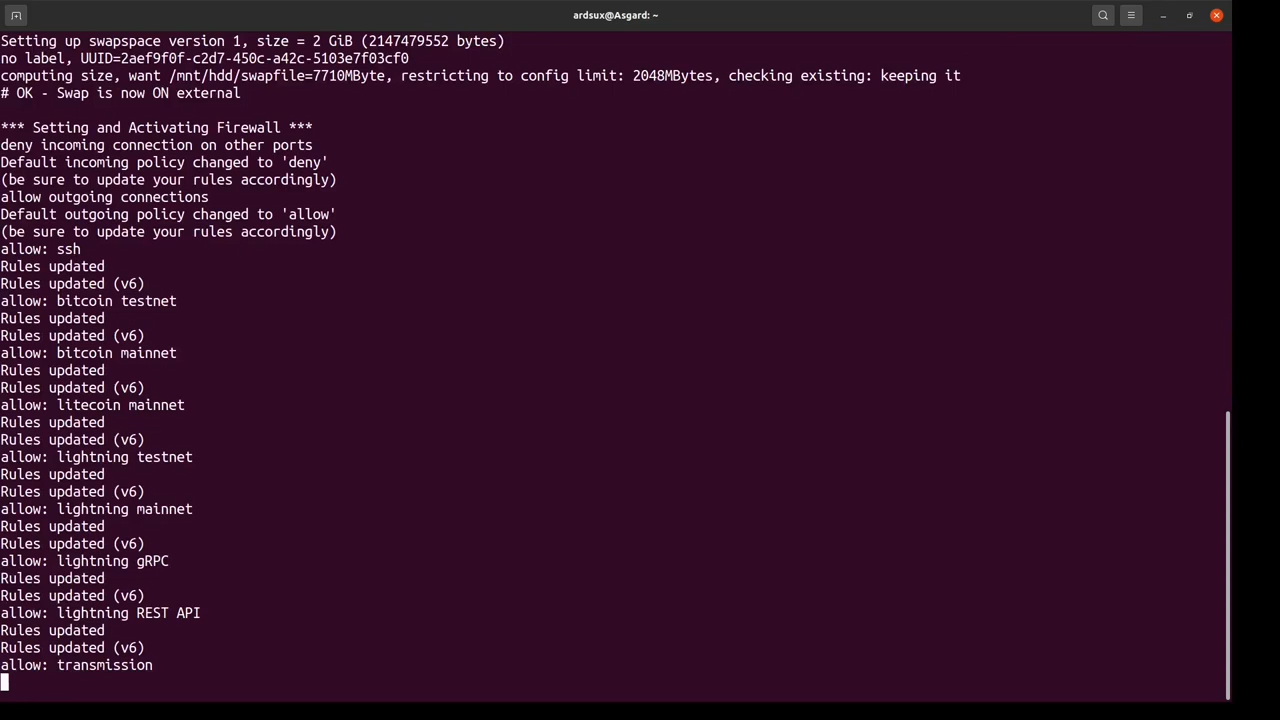 ardsux@Asgard: ~
Setting up swapspace version 1, size = 2 GiB (2147479552 bytes)
no label, UUID=2aef9f0f-c2d7-450c-a42c-5103e7f03cf0
computing size, want /mnt/hdd/swapfile=7710MByte, restricting to config limit: 2048MBytes, checking existing: keeping it
# OK - Swap is now ON external
*** Setting and Activating Firewall ***
deny incoming connection on other ports
Default incoming policy changed to 'deny'
(be sure to update your rules accordingly)
allow outgoing connections
Default outgoing policy changed to 'allow'
(be sure to update your rules accordingly)
allow: ssh
Rules updated
Rules updated (v6)
allow: bitcoin testnet
Rules updated
Rules updated (v6)
allow: bitcoin mainnet
Rules updated
Rules updated (v6)
allow: litecoin mainnet
Rules updated
Rules updated (v6)
allow: lightning testnet
Rules updated
Rules updated (v6)
allow: lightning mainnet
Rules updated
Rules updated (v6)
allow: lightning gRPC
Rules updated
Rules updated (v6)
allow: lightning REST API
Rules updated
Rules updated (v6)
allow: transmission